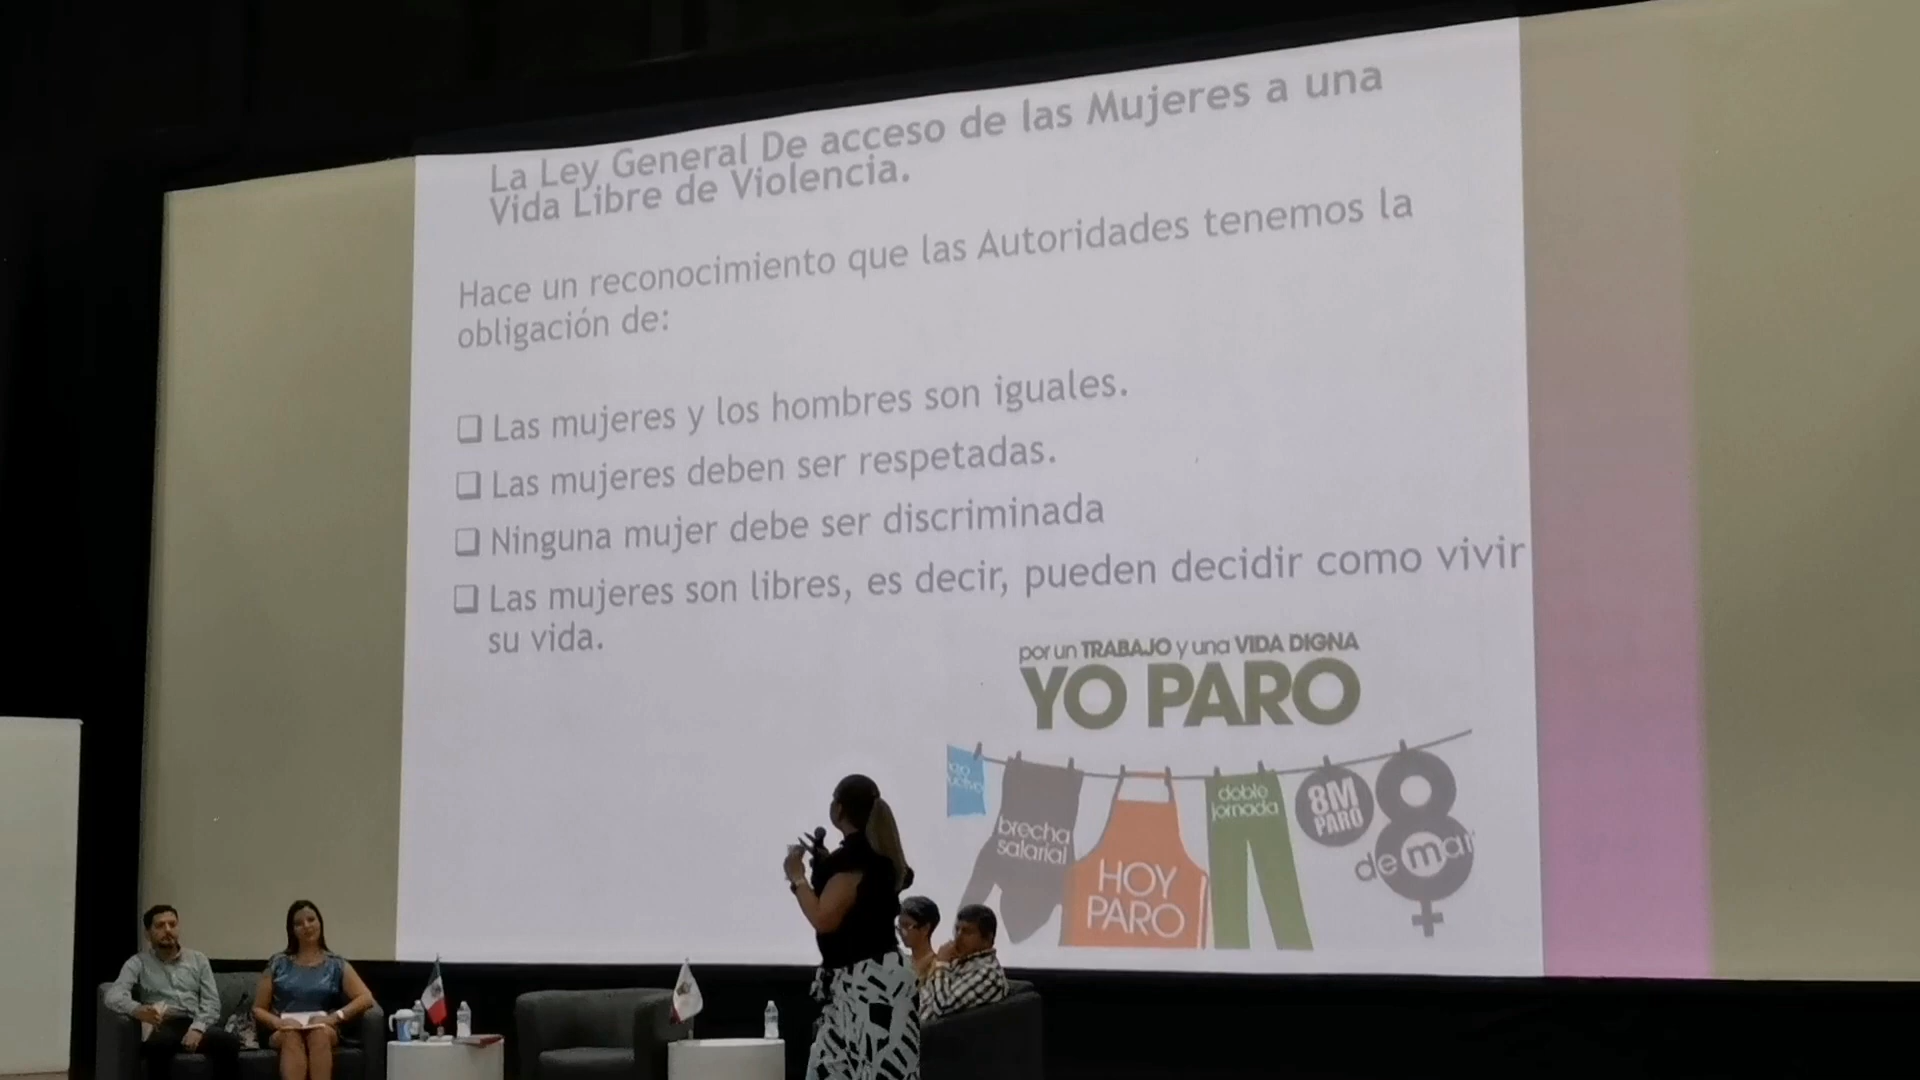 La Ley General De acceso de las Mujeres a una
Vida Libre de Violencia.
Hace un reconocimiento que las Autoridades tenemos la
obligación de:
❑ Las mujeres y los hombres son iguales.
❑ Las mujeres deben ser respetadas.
❑ Ninguna mujer debe ser discriminada
❑ Las mujeres son libres, es decir, pueden decidir como vivir
su vida.
por un TRABAJO y una VIDA DIGNA
YO PARO
brecha
salarial
HOY
PARO
doble
jornada
8M
PARO
8
de mar